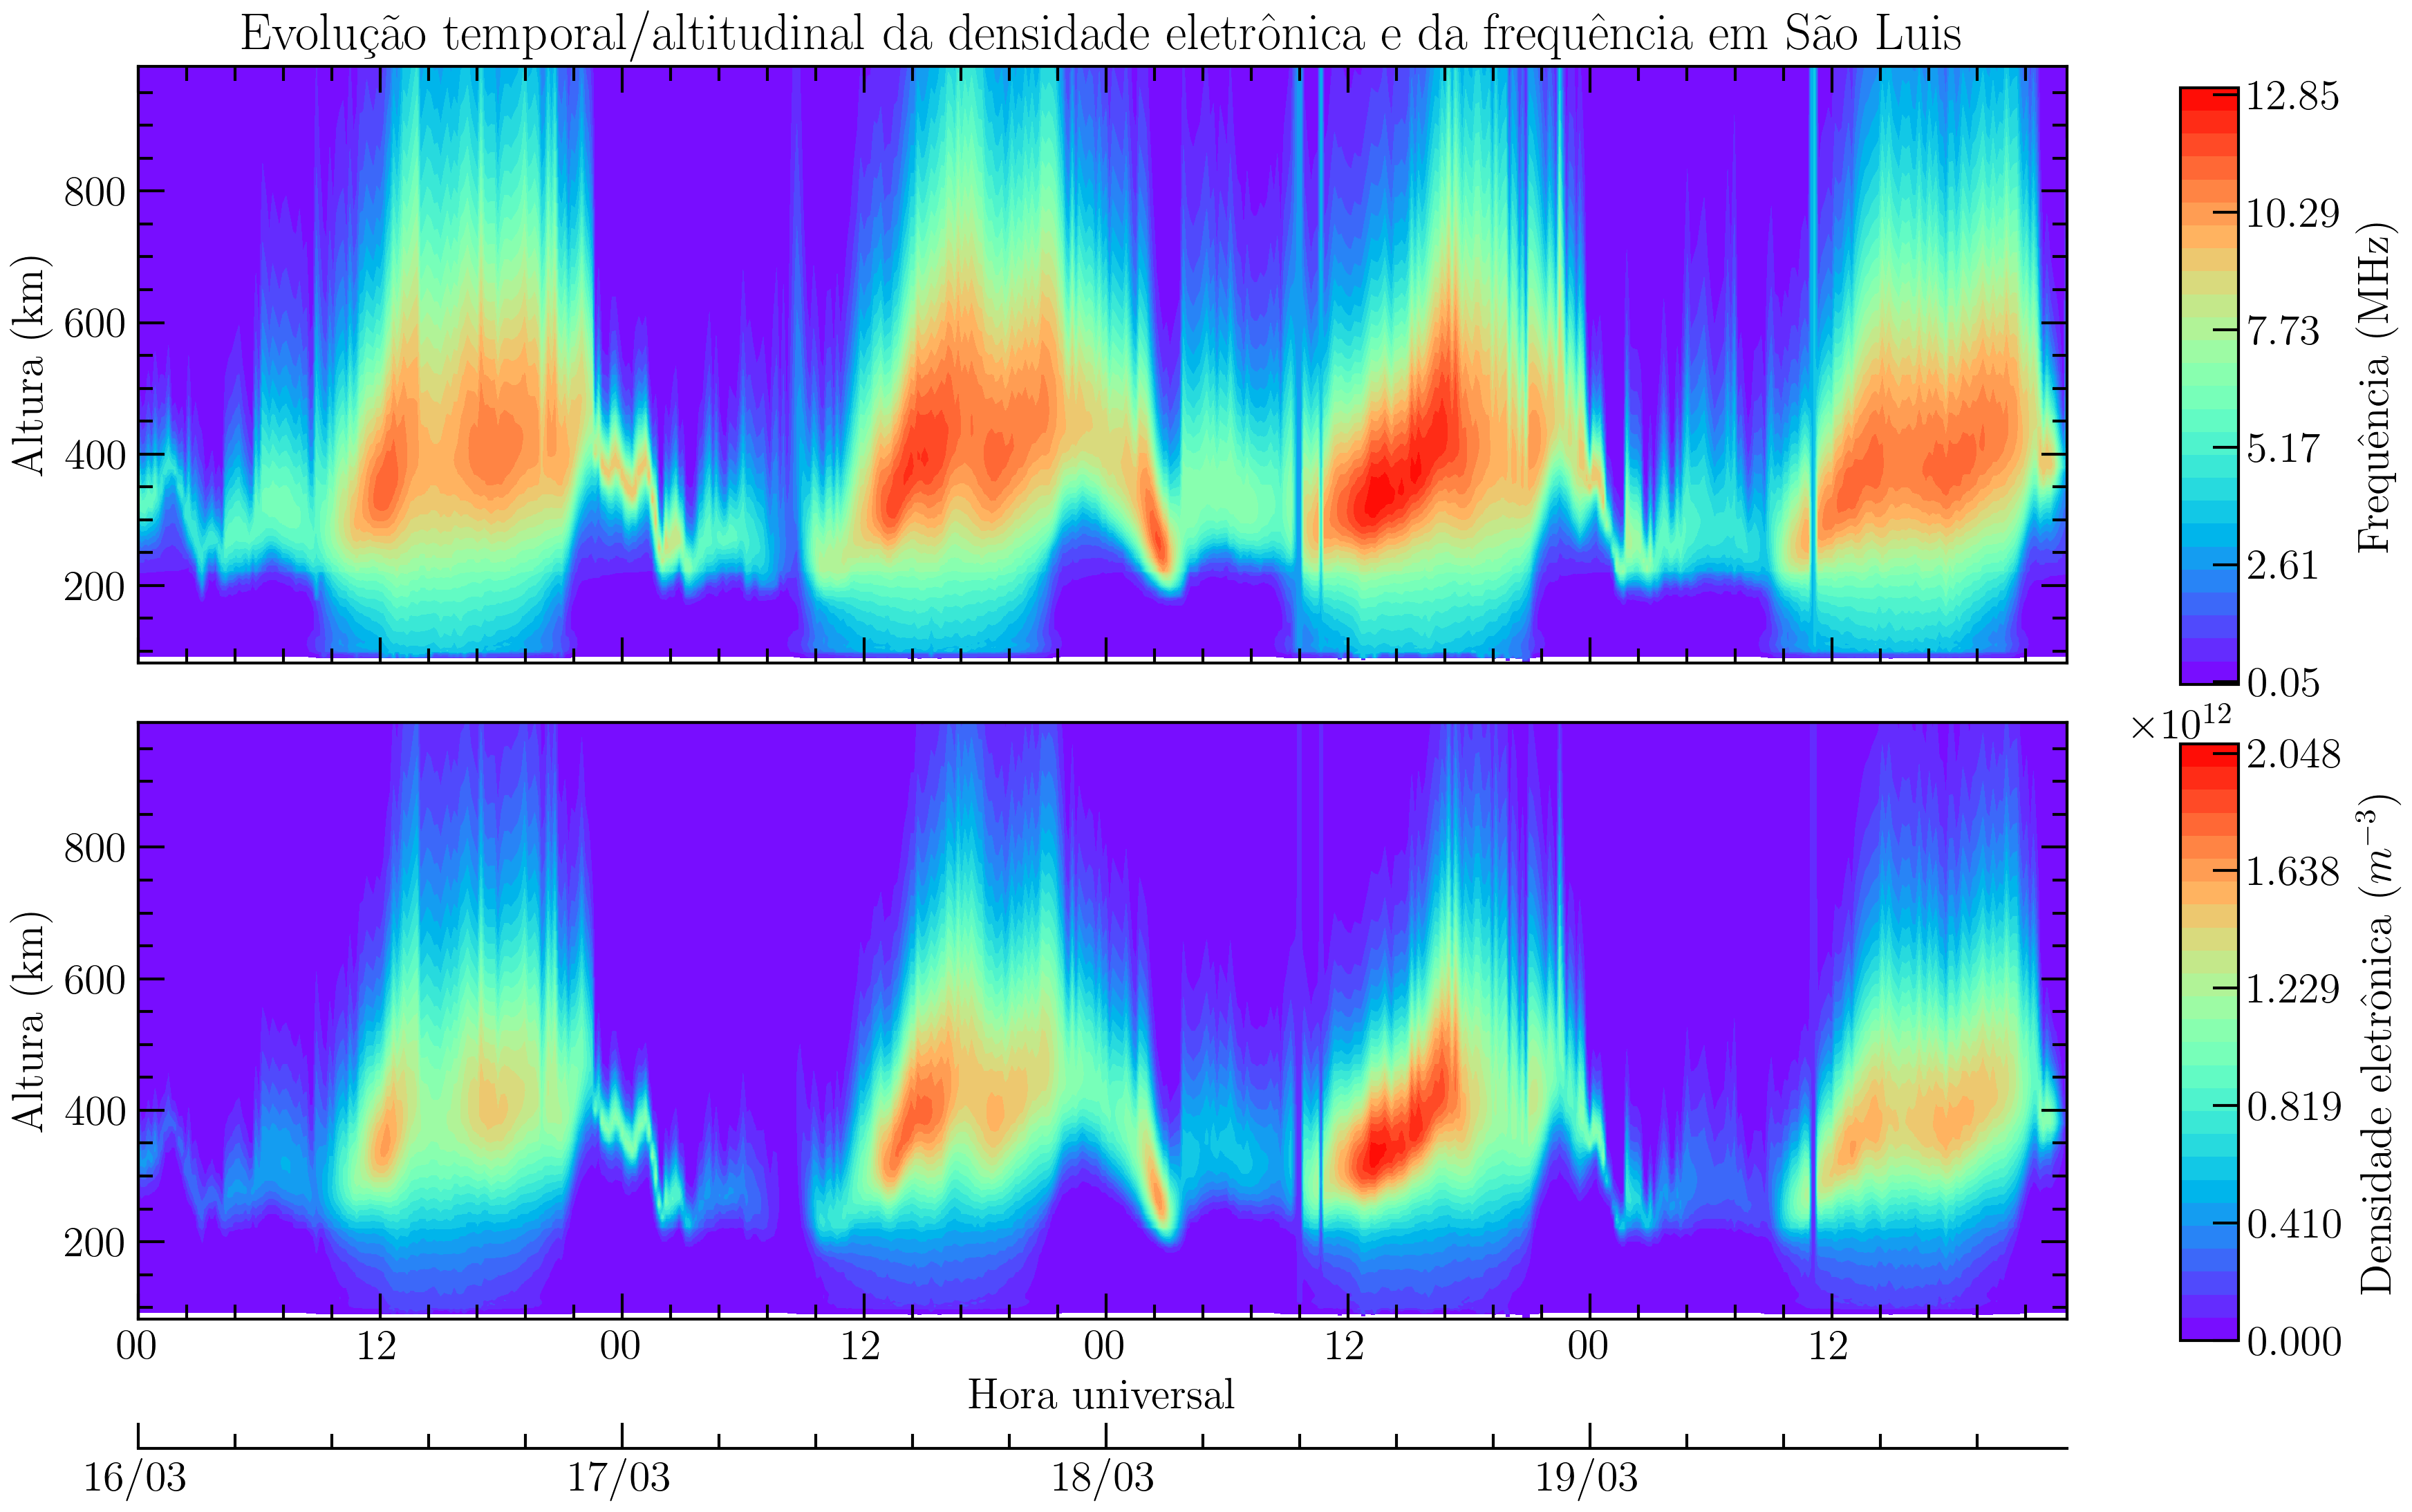 Evolução temporal/altitudinal da densidade eletrônica e da frequência em São Luis
Altura (km)
800
600
400
200
12.85
10.29
7.73
5.17
2.61
0.05
Frequência (MHz)
Altura (km)
800
600
400
200
×10¹²
2.048
1.638
1.229
0.819
0.410
0.000
Densidade eletrônica (m⁻³)
00 12 00 12 00 12 00 12
Hora universal
16/03 17/03 18/03 19/03